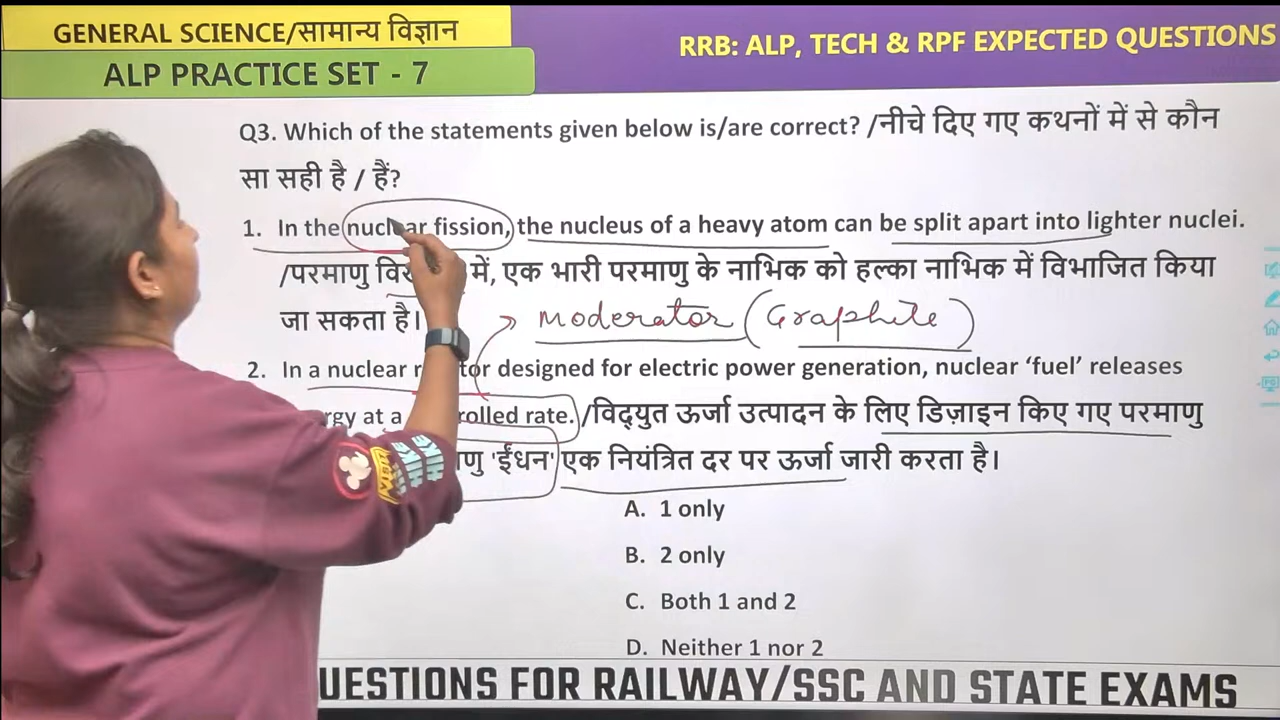 GENERAL SCIENCE/सामान्य विज्ञान
RRB: ALP, TECH & RPF EXPECTED QUESTIONS
ALP PRACTICE SET - 7
Q3. Which of the statements given below is/are correct? /नीचे दिए गए कथनों में से कौन
सा सही है / हैं?
1. In the nuclear fission, the nucleus of a heavy atom can be split apart into lighter nuclei.
/परमाणु में, एक भारी परमाणु के नाभिक को हल्का नाभिक में विभाजित किया
जा सकता है।
Moderator (Graphite)
2. In a nuclear designed for electric power generation, nuclear ‘fuel’ releases
at a rate. /विद्युत ऊर्जा उत्पादन के लिए डिज़ाइन किए गए परमाणु
'ईंधन' एक नियंत्रित दर पर ऊर्जा जारी करता है।
A. 1 only
B. 2 only
C. Both 1 and 2
D. Neither 1 nor 2
UESTIONS FOR RAILWAY/SSC AND STATE EXAMS